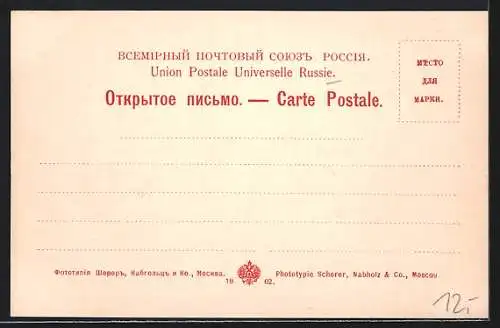 ВСЕМІРНЫЙ ПОЧТОВЫЙ СОЮЗЪ РОССІЯ.
Union Postale Universelle Russie.
Открытое письмо. — Carte Postale.
МѢСТО
ДЛЯ
МАРКИ.
Фототипія Шереръ, Набгольцъ и Ко., Москва.
19 02.
Phototypie Scherer, Nabholz & Co., Moscou
12,-